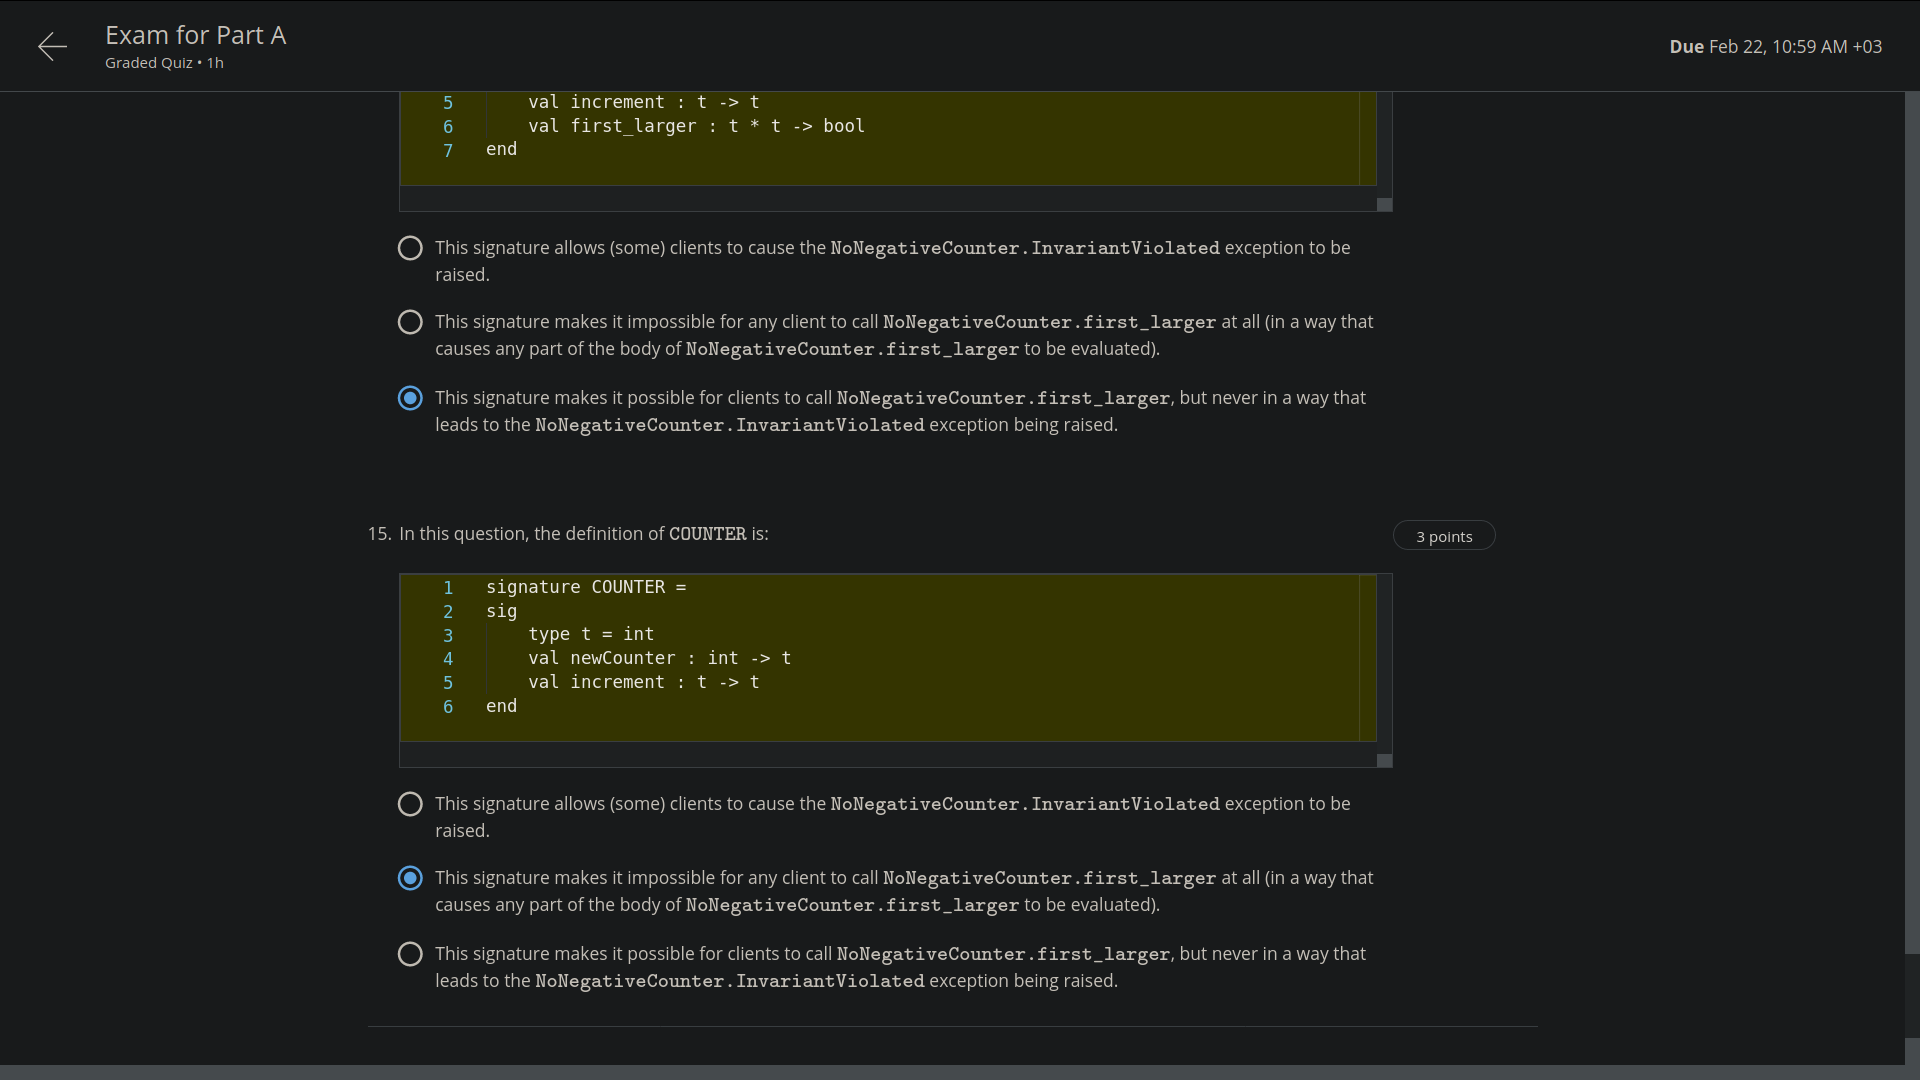 Exam for Part A
Graded Quiz • 1h
Due Feb 22, 10:59 AM +03
5 val increment : t -> t
6 val first_larger : t * t -> bool
7 end
This signature allows (some) clients to cause the NoNegativeCounter.InvariantViolated exception to be
raised.
This signature makes it impossible for any client to call NoNegativeCounter.first_larger at all (in a way that
causes any part of the body of NoNegativeCounter.first_larger to be evaluated).
This signature makes it possible for clients to call NoNegativeCounter.first_larger, but never in a way that
leads to the NoNegativeCounter.InvariantViolated exception being raised.
15. In this question, the definition of COUNTER is:
3 points
1 signature COUNTER =
2 sig
3 type t = int
4 val newCounter : int -> t
5 val increment : t -> t
6 end
This signature allows (some) clients to cause the NoNegativeCounter.InvariantViolated exception to be
raised.
This signature makes it impossible for any client to call NoNegativeCounter.first_larger at all (in a way that
causes any part of the body of NoNegativeCounter.first_larger to be evaluated).
This signature makes it possible for clients to call NoNegativeCounter.first_larger, but never in a way that
leads to the NoNegativeCounter.InvariantViolated exception being raised.